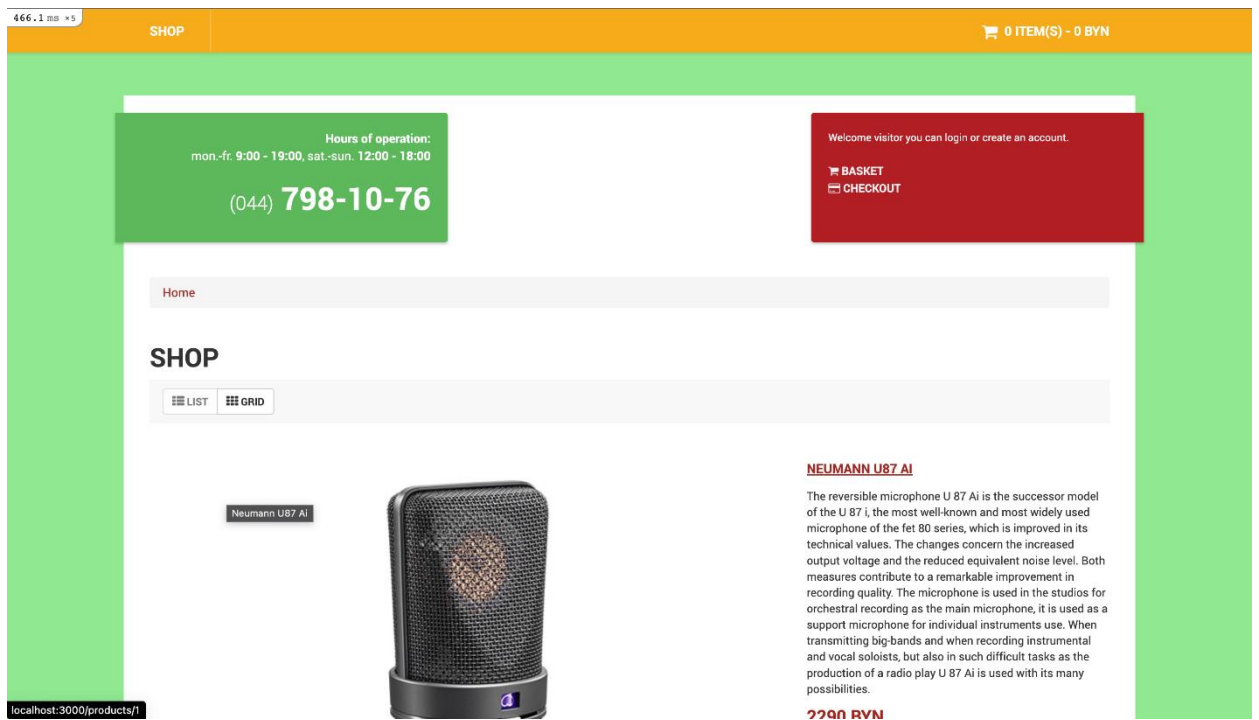 466.1 ms ×5
SHOP
0 ITEM(S) - 0 BYN
Hours of operation:
mon.-fr. 9:00 - 19:00, sat.-sun. 12:00 - 18:00
(044) 798-10-76
Welcome visitor you can login or create an account.
BASKET
CHECKOUT
Home
SHOP
LIST
GRID
Neumann U87 Ai
NEUMANN U87 AI
The reversible microphone U 87 Ai is the successor model
of the U 87 i, the most well-known and most widely used
microphone of the fet 80 series, which is improved in its
technical values. The changes concern the increased
output voltage and the reduced equivalent noise level. Both
measures contribute to a remarkable improvement in
recording quality. The microphone is used in the studios for
orchestral recording as the main microphone, it is used as a
support microphone for individual instruments use. When
transmitting big-bands and when recording instrumental
and vocal soloists, but also in such difficult tasks as the
production of a radio play U 87 Ai is used with its many
possibilities.
2290 BYN
localhost:3000/products/1